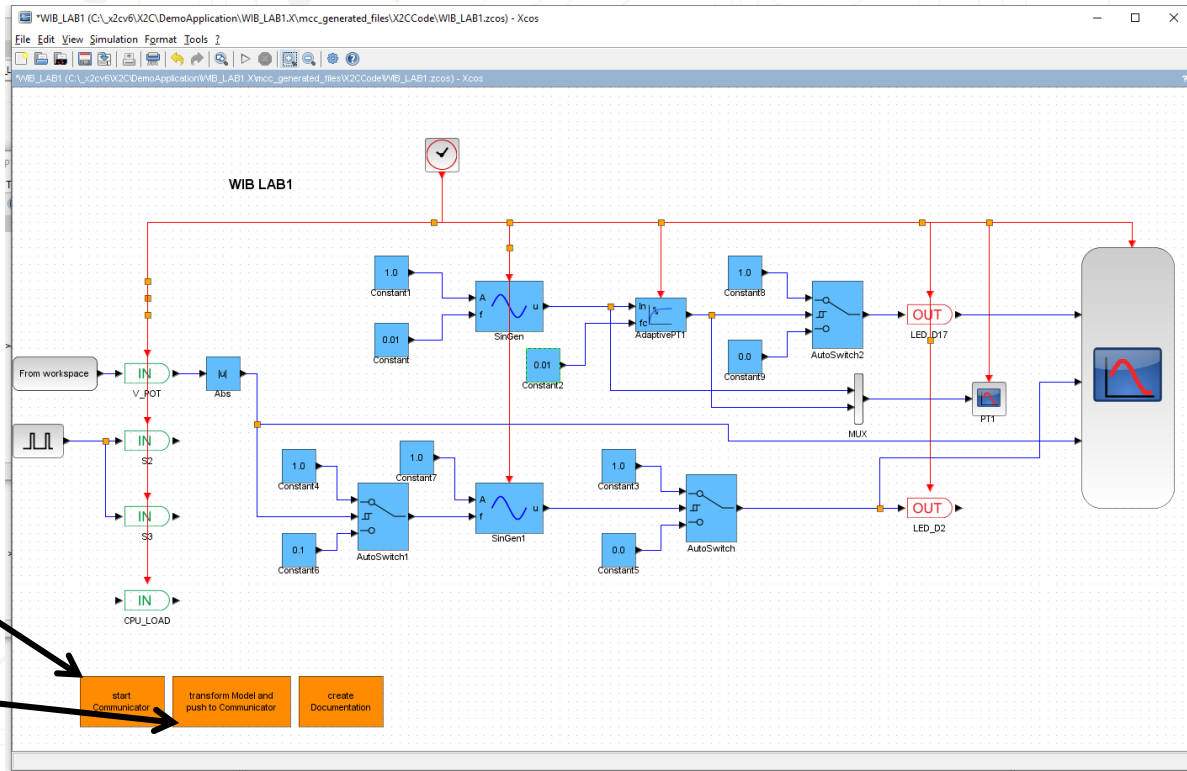 *WIB_LAB1 (C:\_x2cv6\X2C\DemoApplication\WIB_LAB1.X\mcc_generated_files\X2CCode\WIB_LAB1.zcos) - Xcos
File Edit View Simulation Format Tools ?
*WIB_LAB1 (C:\_x2cv6\X2C\DemoApplication\WIB_LAB1.X\mcc_generated_files\X2CCode\WIB_LAB1.zcos) - Xcos
WIB LAB1
1.0
Constant1
0.01
Constant
A
f
u
SinGen
0.01
Constant2
In
fc
AdaptivePT1
1.0
Constant8
0.0
Constant9
AutoSwitch2
OUT
LED_D17
From workspace
IN
V_POT
|u|
Abs
MUX
PT1
IN
S2
IN
S3
1.0
Constant4
0.1
Constant6
AutoSwitch1
1.0
Constant7
A
f
u
SinGen1
1.0
Constant3
0.0
Constant5
AutoSwitch
OUT
LED_D2
IN
CPU_LOAD
start
Communicator
transform Model and
push to Communicator
create
Documentation